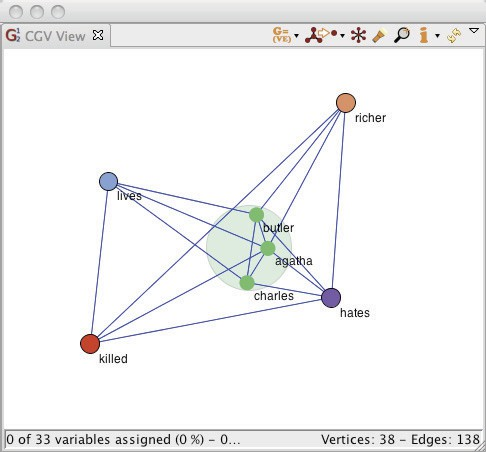 CGV View
G=
(VE)
richer
lives
butler
agatha
charles
hates
killed
0 of 33 variables assigned (0 %) – 0... Vertices: 38 – Edges: 138